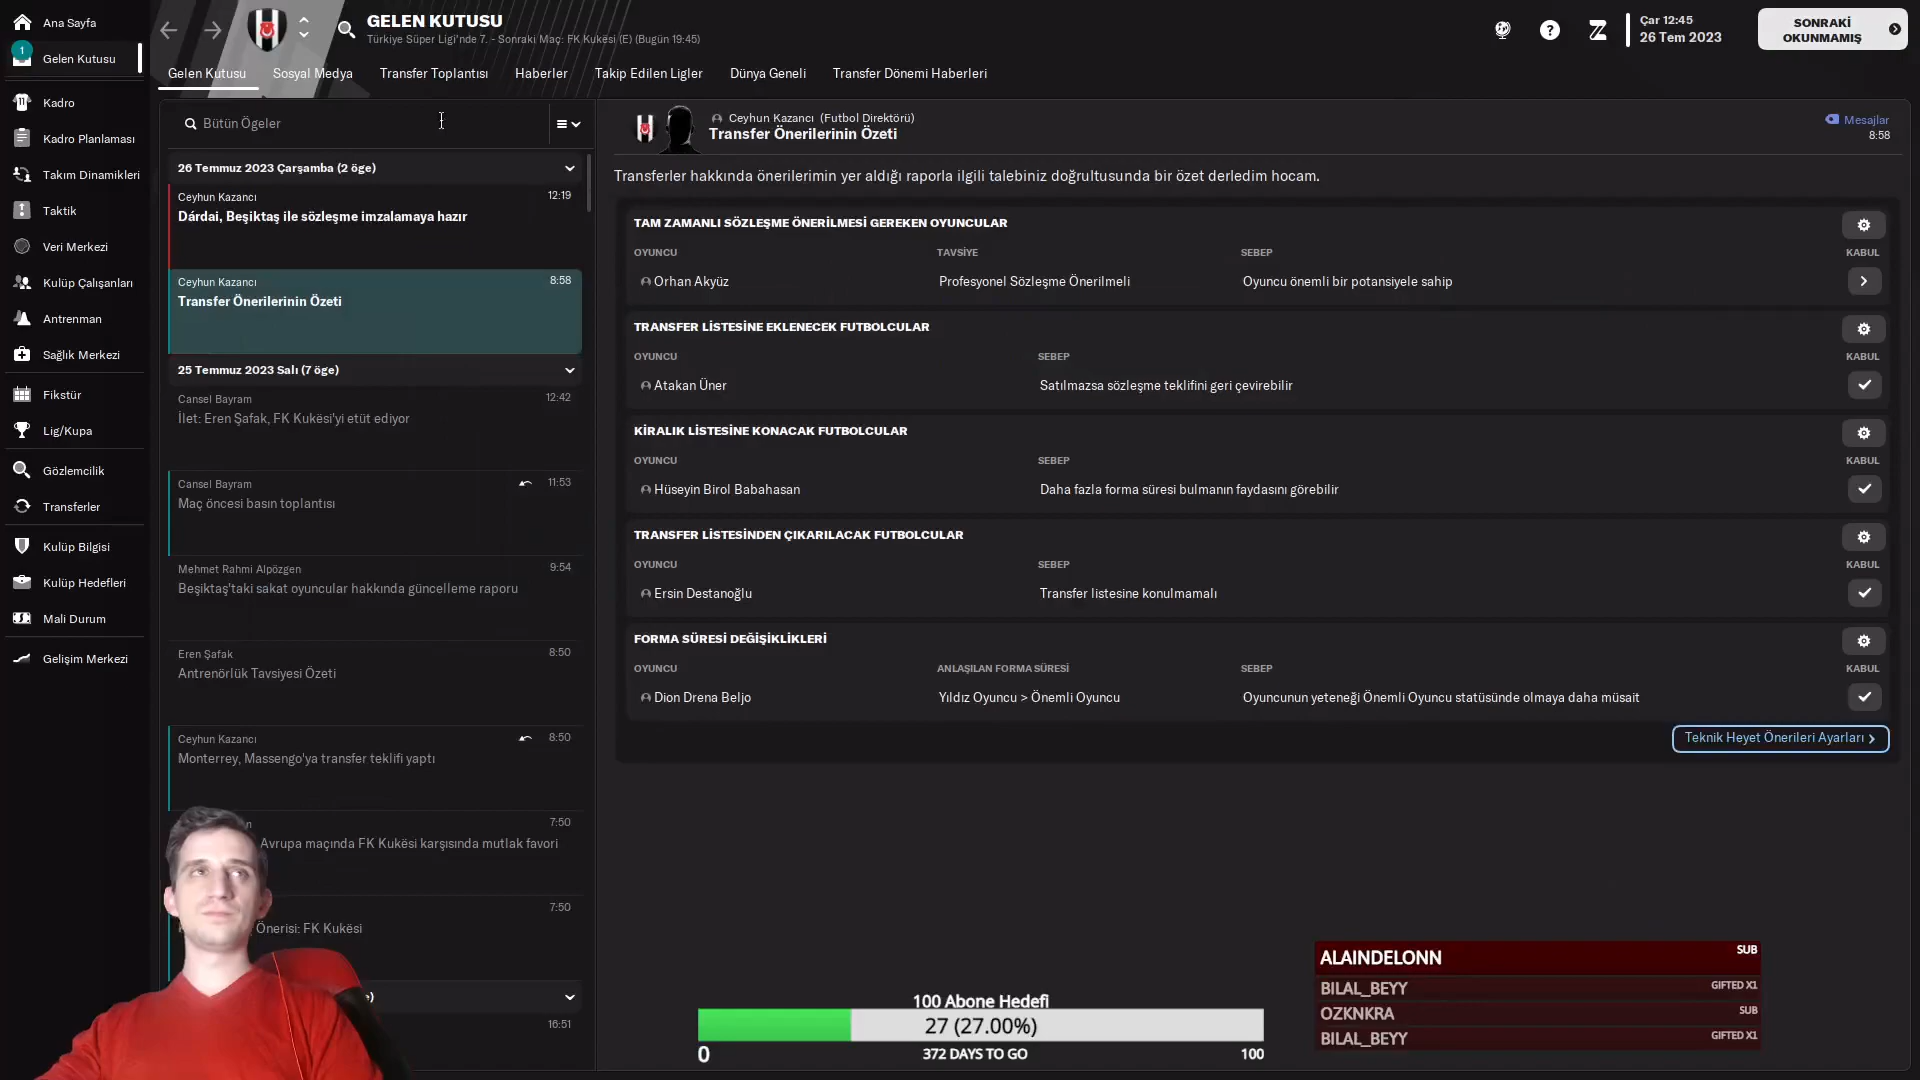 Ana Sayfa
1
Gelen Kutusu
Kadro
Kadro Planlaması
Takım Dinamikleri
Taktik
Veri Merkezi
Kulüp Çalışanları
Antrenman
Sağlık Merkezi
Fikstür
Lig/Kupa
Gözlemcilik
Transferler
Kulüp Bilgisi
Kulüp Hedefleri
Mali Durum
Gelişim Merkezi
GELEN KUTUSU
Türkiye Süper Ligi'nde 7. - Sonraki Maç: FK Kukësi (E) (Bugün 19:45)
Çar 12:45
26 Tem 2023
SONRAKİ
OKUNMAMIŞ
Gelen Kutusu Sosyal Medya Transfer Toplantısı Haberler Takip Edilen Ligler Dünya Geneli Transfer Dönemi Haberleri
Bütün Ögeler
26 Temmuz 2023 Çarşamba (2 öge)
Ceyhun Kazancı 12:19
Dárdai, Beşiktaş ile sözleşme imzalamaya hazır
Ceyhun Kazancı 8:58
Transfer Önerilerinin Özeti
25 Temmuz 2023 Salı (7 öge)
Cansel Bayram 12:42
İlet: Eren Şafak, FK Kukësi'yi etüt ediyor
Cansel Bayram 11:53
Maç öncesi basın toplantısı
Mehmet Rahmi Alpözgen 9:54
Beşiktaş'taki sakat oyuncular hakkında güncelleme raporu
Eren Şafak 8:50
Antrenörlük Tavsiyesi Özeti
Ceyhun Kazancı 8:50
Monterrey, Massengo'ya transfer teklifi yaptı
7:50
Avrupa maçında FK Kukësi karşısında mutlak favori
7:50
Önerisi: FK Kukësi
16:51
Ceyhun Kazancı (Futbol Direktörü)
Transfer Önerilerinin Özeti
Mesajlar
8:58
Transferler hakkında önerilerimin yer aldığı raporla ilgili talebiniz doğrultusunda bir özet derledim hocam.
TAM ZAMANLI SÖZLEŞME ÖNERİLMESİ GEREKEN OYUNCULAR
OYUNCU TAVSİYE SEBEP KABUL
Orhan Akyüz Profesyonel Sözleşme Önerilmeli Oyuncu önemli bir potansiyele sahip
TRANSFER LİSTESİNE EKLENECEK FUTBOLCULAR
OYUNCU SEBEP KABUL
Atakan Üner Satılmazsa sözleşme teklifini geri çevirebilir
KİRALIK LİSTESİNE KONACAK FUTBOLCULAR
OYUNCU SEBEP KABUL
Hüseyin Birol Babahasan Daha fazla forma süresi bulmanın faydasını görebilir
TRANSFER LİSTESİNDEN ÇIKARILACAK FUTBOLCULAR
OYUNCU SEBEP KABUL
Ersin Destanoğlu Transfer listesine konulmamalı
FORMA SÜRESİ DEĞİŞİKLİKLERİ
OYUNCU ANLAŞILAN FORMA SÜRESİ SEBEP KABUL
Dion Drena Beljo Yıldız Oyuncu > Önemli Oyuncu Oyuncunun yeteneği Önemli Oyuncu statüsünde olmaya daha müsait
Teknik Heyet Önerileri Ayarları
100 Abone Hedefi
27 (27.00%)
0 372 DAYS TO GO 100
ALAINDELONN SUB
BILAL_BEYY GIFTED X1
OZKNKRA SUB
BILAL_BEYY GIFTED X1